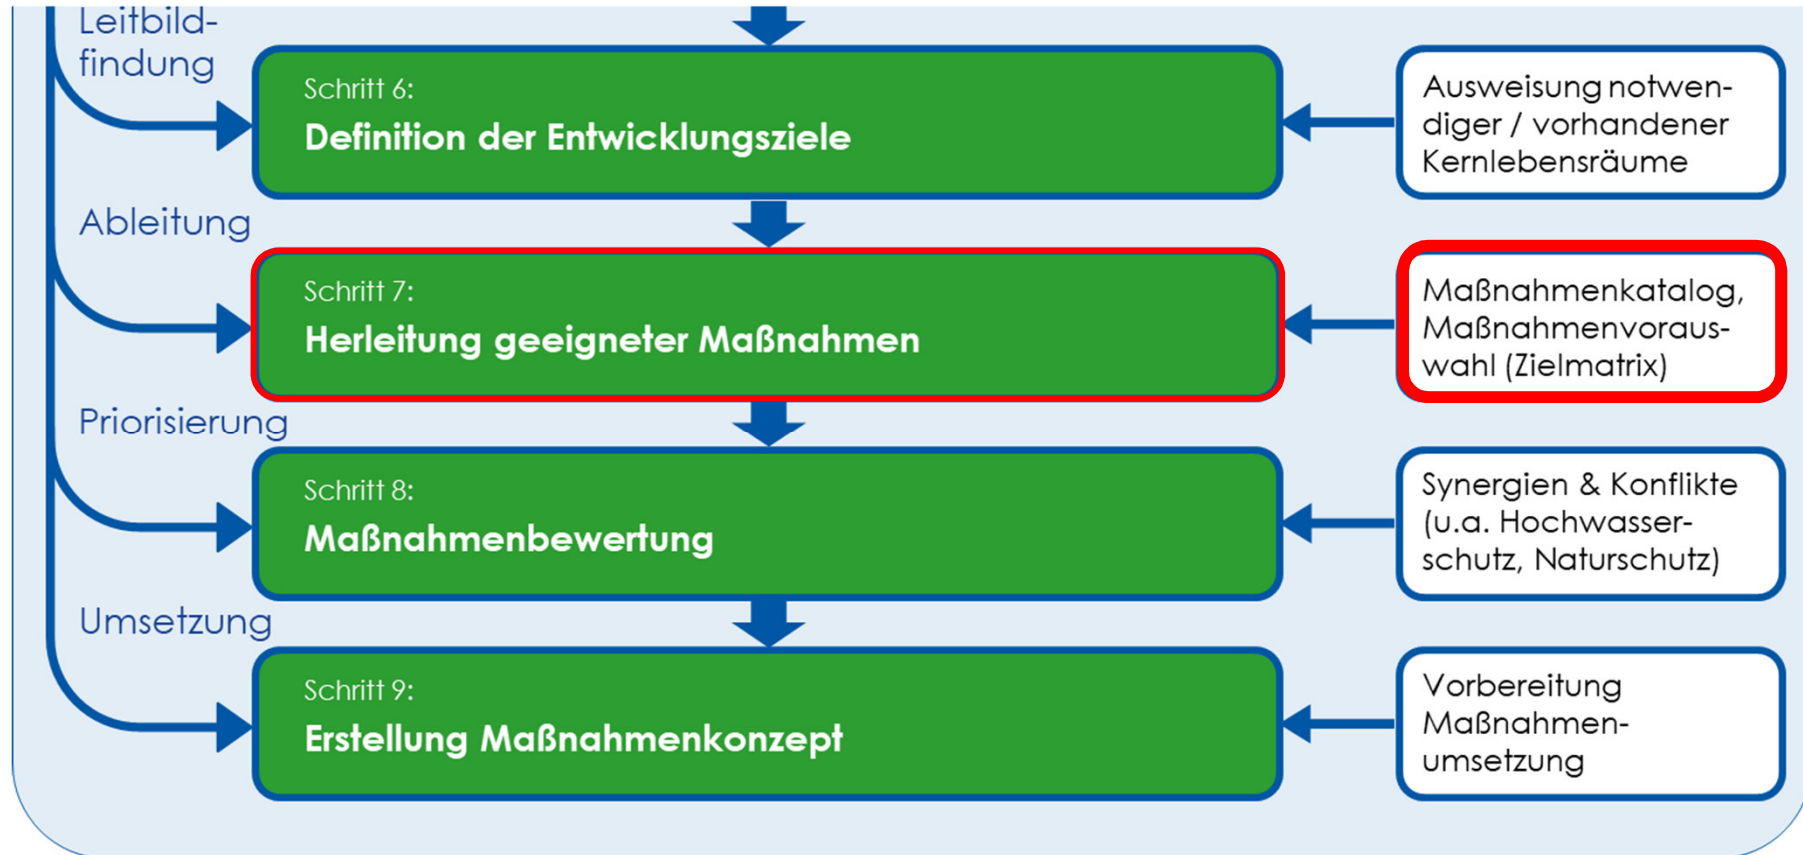 Leitbild-
findung
Schritt 6:
Definition der Entwicklungsziele
Ausweisung notwen-
diger / vorhandener
Kernlebensräume
Ableitung
Schritt 7:
Herleitung geeigneter Maßnahmen
Maßnahmenkatalog,
Maßnahmenvoraus-
wahl (Zielmatrix)
Priorisierung
Schritt 8:
Maßnahmenbewertung
Synergien & Konflikte
(u.a. Hochwasser-
schutz, Naturschutz)
Umsetzung
Schritt 9:
Erstellung Maßnahmenkonzept
Vorbereitung
Maßnahmen-
umsetzung